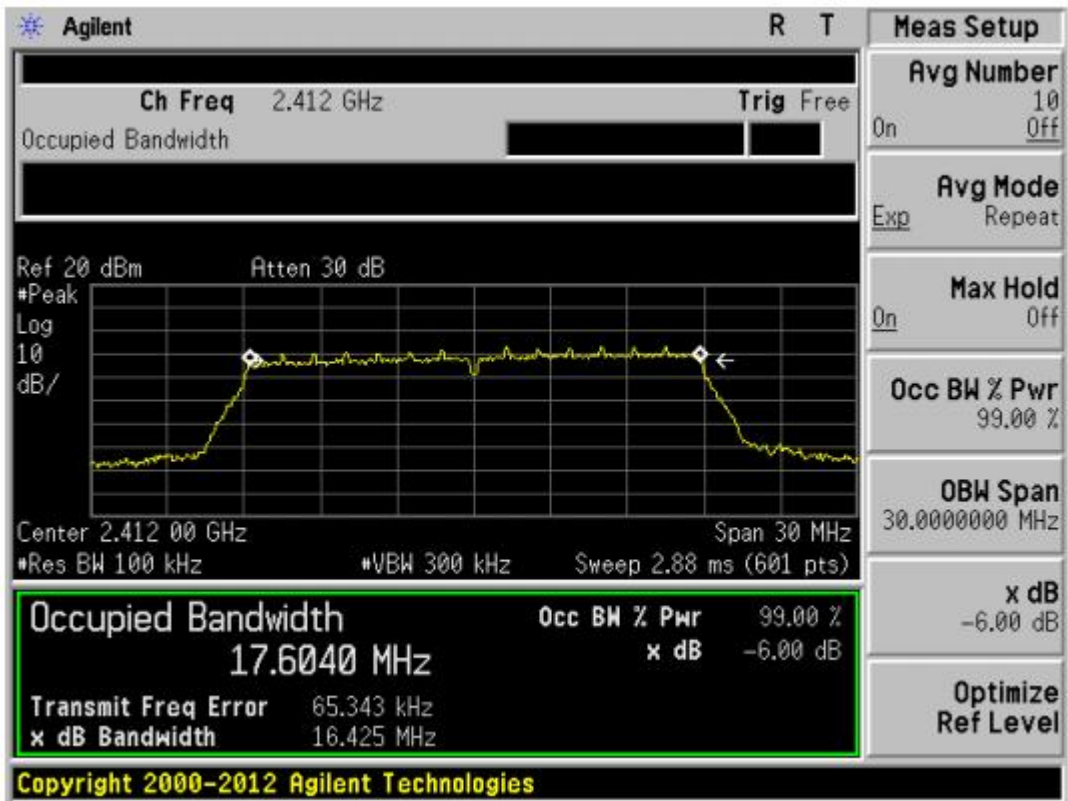 Agilent R T Meas Setup
Ch Freq 2.412 GHz Trig Free
Occupied Bandwidth
Avg Number
10
On Off
Avg Mode
Exp Repeat
Max Hold
On Off
Occ BW % Pwr
99.00 %
OBW Span
30.0000000 MHz
x dB
-6.00 dB
Optimize
Ref Level
Ref 20 dBm Atten 30 dB
#Peak
Log
10
dB/
Center 2.412 00 GHz Span 30 MHz
#Res BW 100 kHz #VBW 300 kHz Sweep 2.88 ms (601 pts)
Occupied Bandwidth Occ BW % Pwr 99.00 %
17.6040 MHz x dB -6.00 dB
Transmit Freq Error 65.343 kHz
x dB Bandwidth 16.425 MHz
Copyright 2000-2012 Agilent Technologies